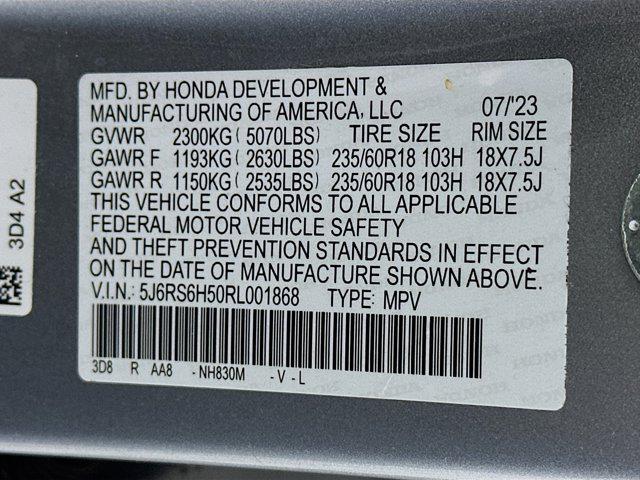 MFD. BY HONDA DEVELOPMENT &
MANUFACTURING OF AMERICA, LLC 07/'23
GVWR 2300KG ( 5070LBS) TIRE SIZE RIM SIZE
GAWR F 1193KG ( 2630LBS) 235/60R18 103H 18X7.5J
GAWR R 1150KG ( 2535LBS) 235/60R18 103H 18X7.5J
THIS VEHICLE CONFORMS TO ALL APPLICABLE
FEDERAL MOTOR VEHICLE SAFETY
AND THEFT PREVENTION STANDARDS IN EFFECT
ON THE DATE OF MANUFACTURE SHOWN ABOVE.
V.I.N.: 5J6RS6H50RL001868 TYPE: MPV
3D8 R AA8 -NH830M -V-L
3D4 A2